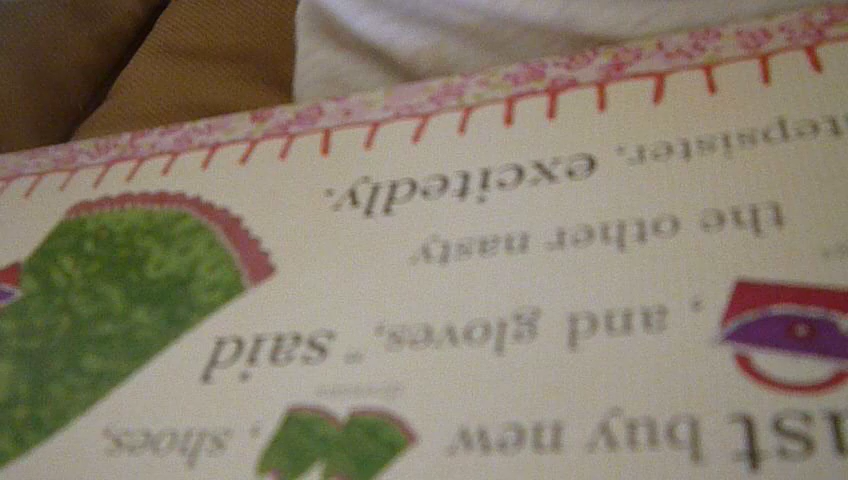 ust buy new , shoes,
, and gloves," said
the other nasty
tepsister, excitedly.